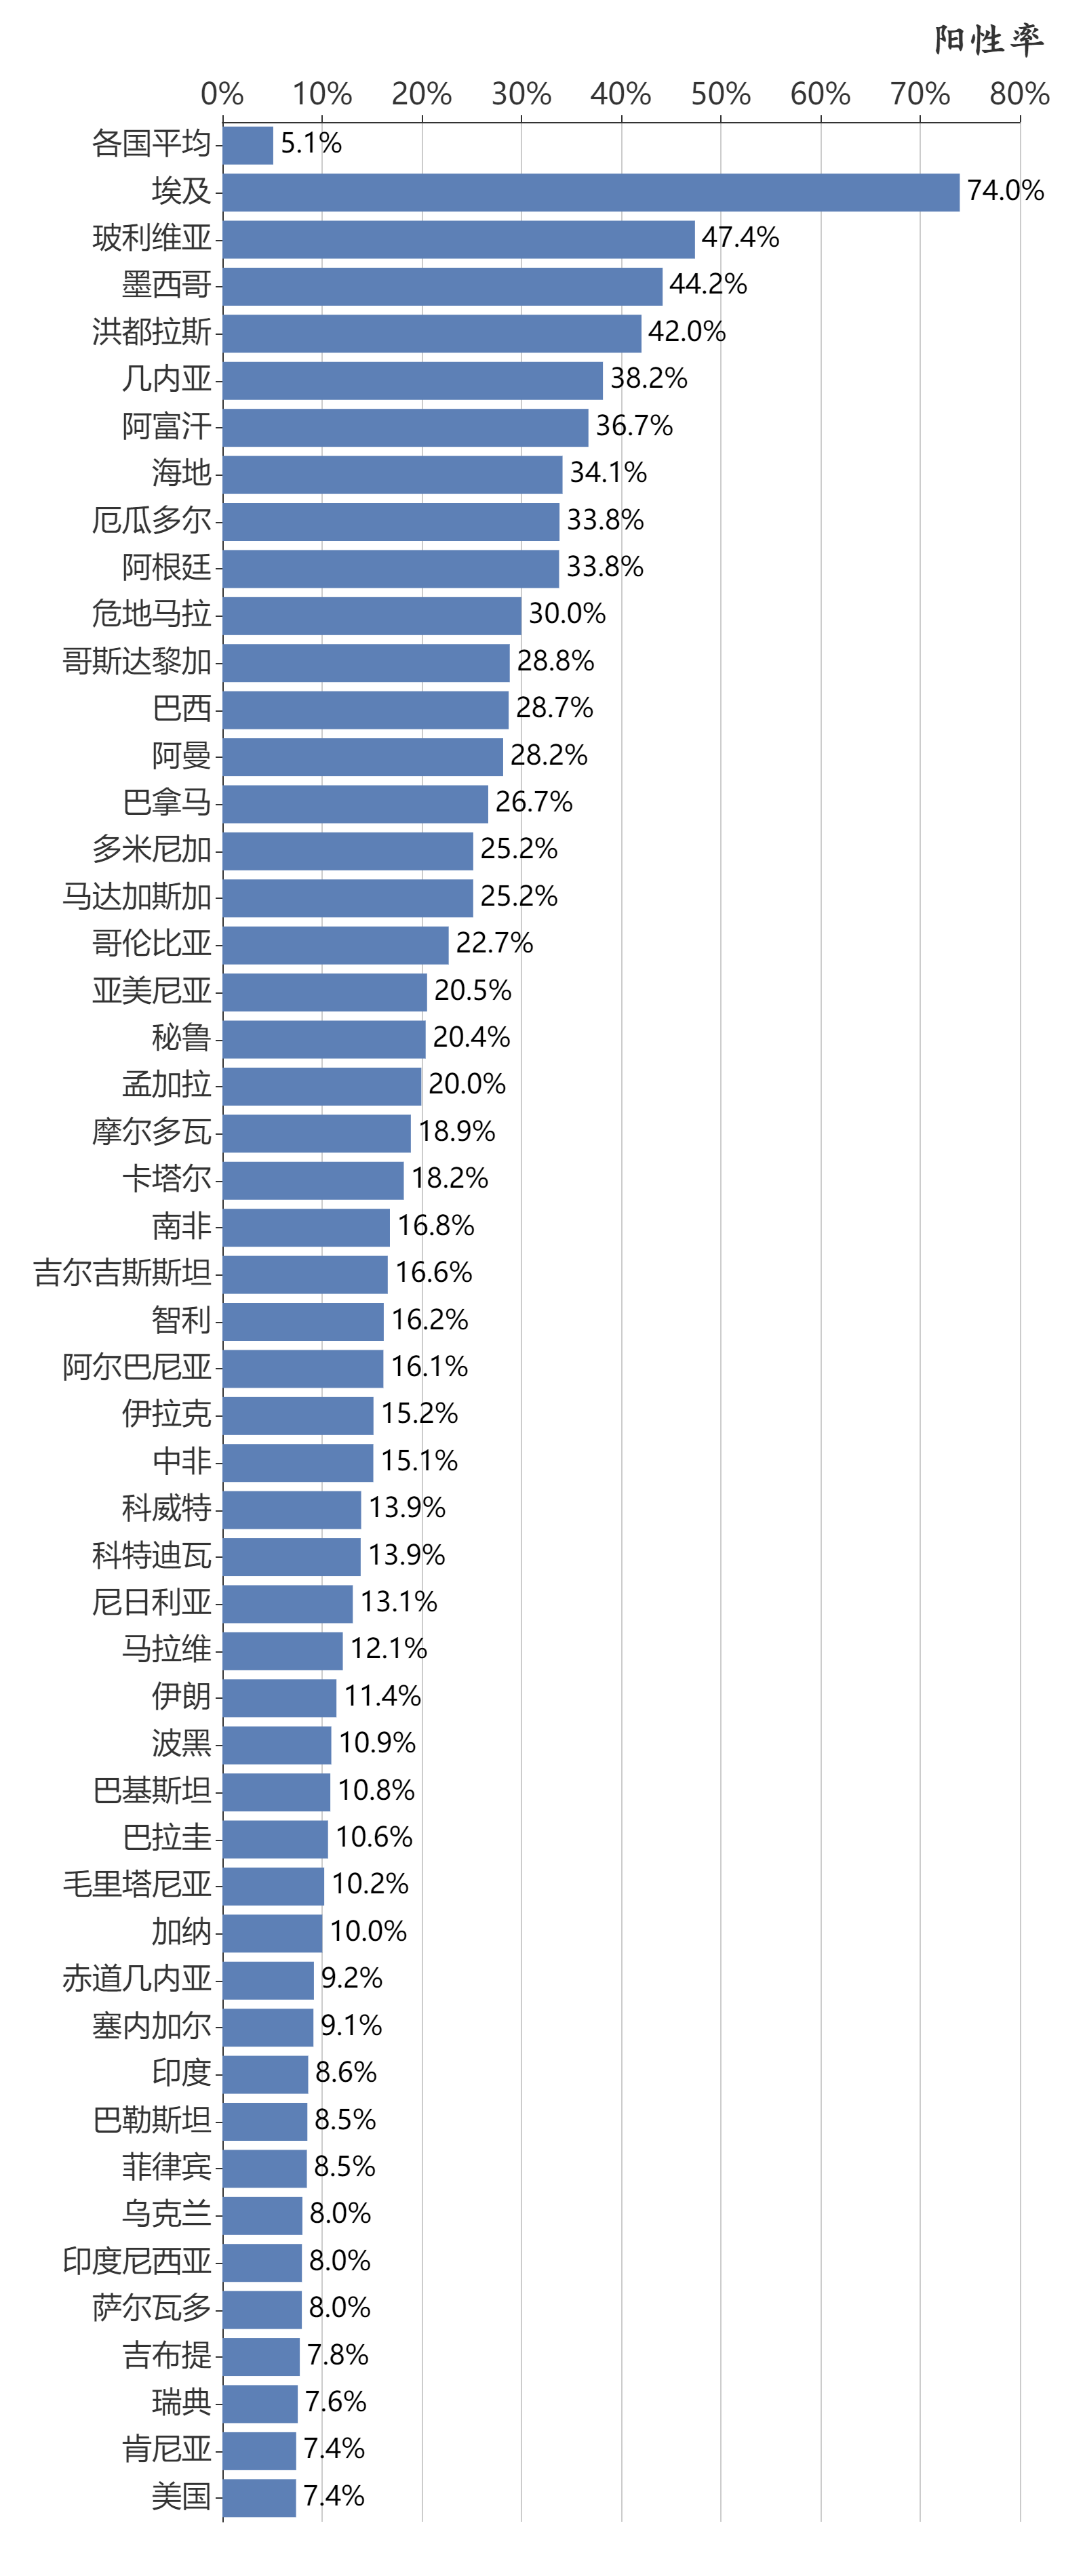 阳性率
0% 10% 20% 30% 40% 50% 60% 70% 80%
各国平均 5.1%
埃及 74.0%
玻利维亚 47.4%
墨西哥 44.2%
洪都拉斯 42.0%
几内亚 38.2%
阿富汗 36.7%
海地 34.1%
厄瓜多尔 33.8%
阿根廷 33.8%
危地马拉 30.0%
哥斯达黎加 28.8%
巴西 28.7%
阿曼 28.2%
巴拿马 26.7%
多米尼加 25.2%
马达加斯加 25.2%
哥伦比亚 22.7%
亚美尼亚 20.5%
秘鲁 20.4%
孟加拉 20.0%
摩尔多瓦 18.9%
卡塔尔 18.2%
南非 16.8%
吉尔吉斯斯坦 16.6%
智利 16.2%
阿尔巴尼亚 16.1%
伊拉克 15.2%
中非 15.1%
科威特 13.9%
科特迪瓦 13.9%
尼日利亚 13.1%
马拉维 12.1%
伊朗 11.4%
波黑 10.9%
巴基斯坦 10.8%
巴拉圭 10.6%
毛里塔尼亚 10.2%
加纳 10.0%
赤道几内亚 9.2%
塞内加尔 9.1%
印度 8.6%
巴勒斯坦 8.5%
菲律宾 8.5%
乌克兰 8.0%
印度尼西亚 8.0%
萨尔瓦多 8.0%
吉布提 7.8%
瑞典 7.6%
肯尼亚 7.4%
美国 7.4%